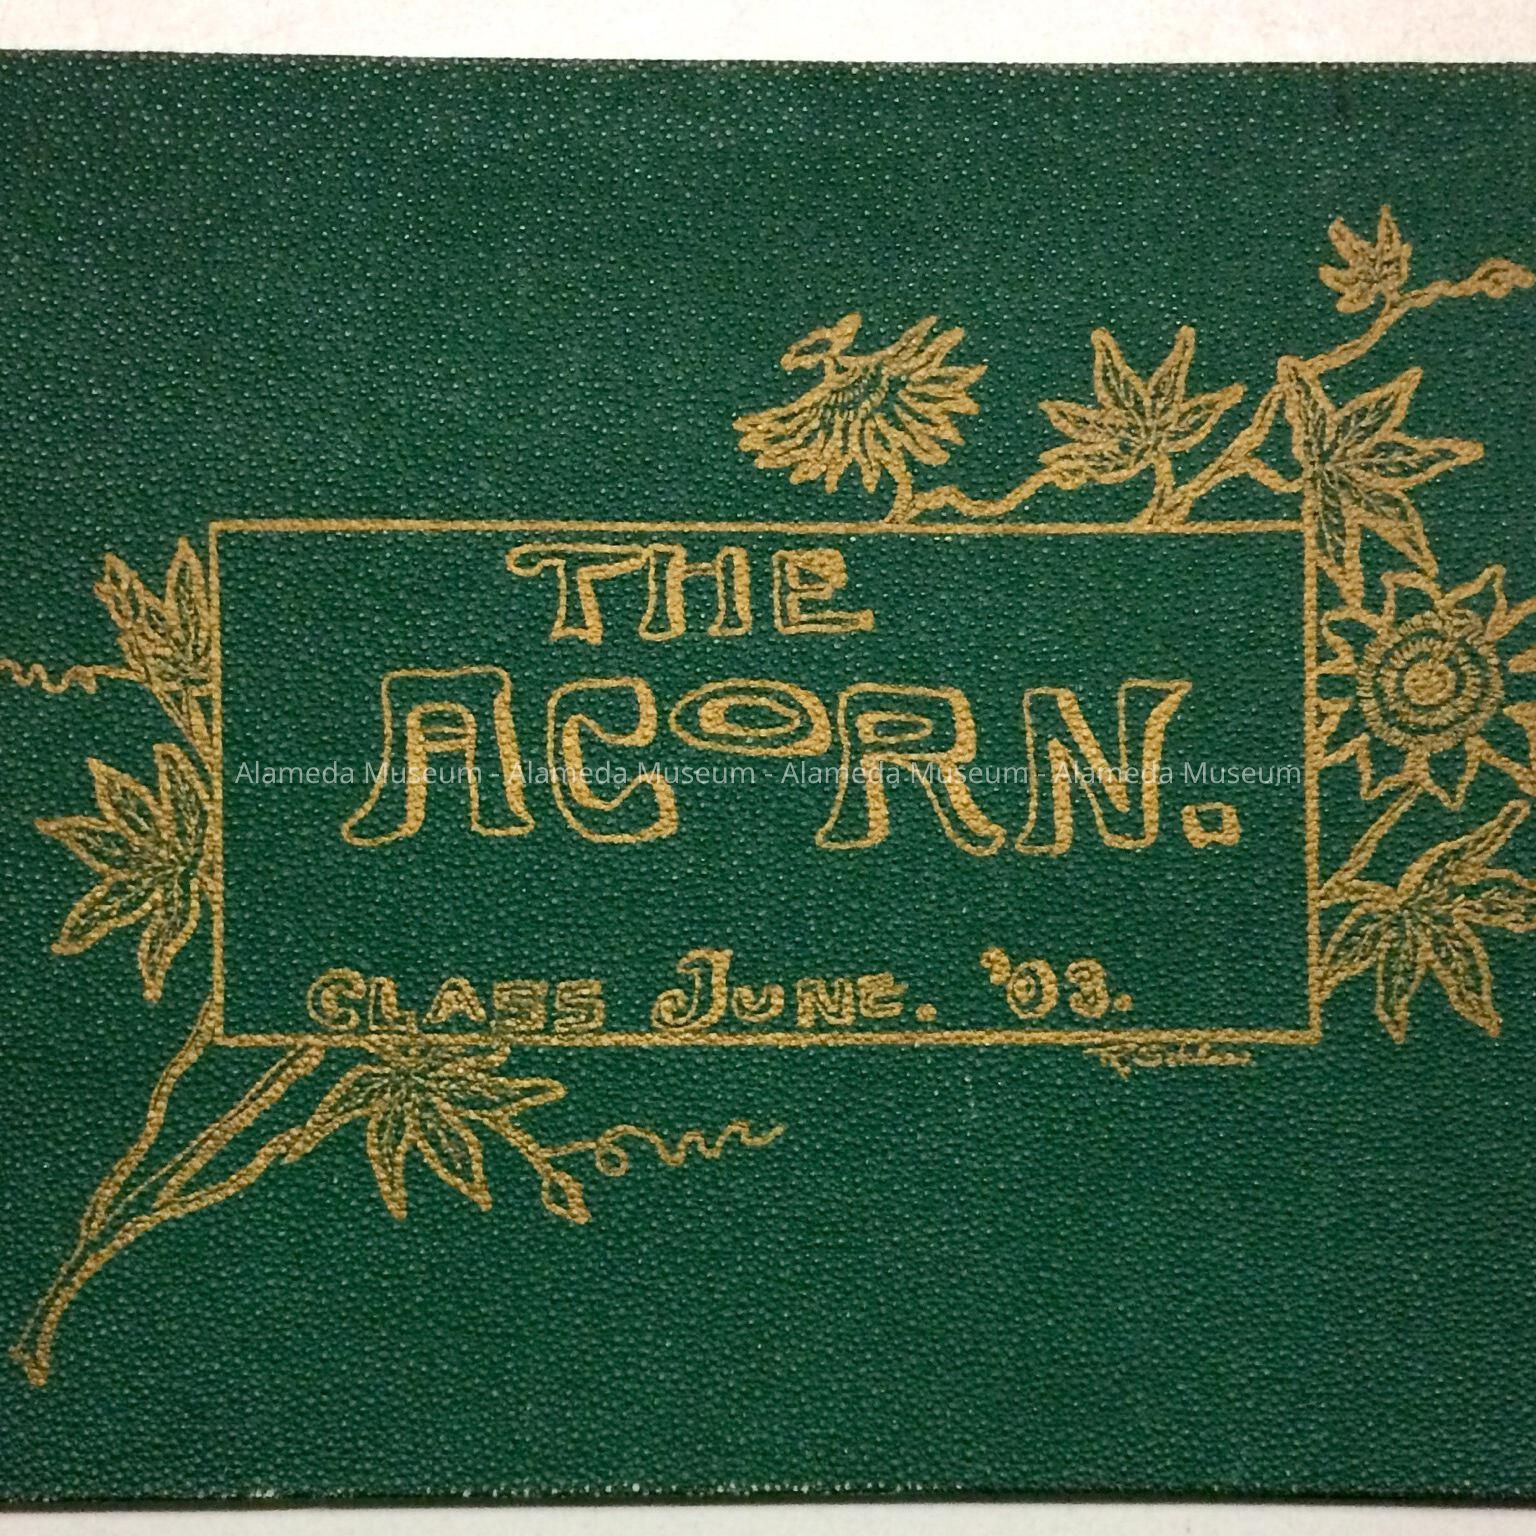 THE
ACORN.
Alameda Museum - Alameda Museum - Alameda Museum - Alameda Museum
CLASS JUNE. '03.